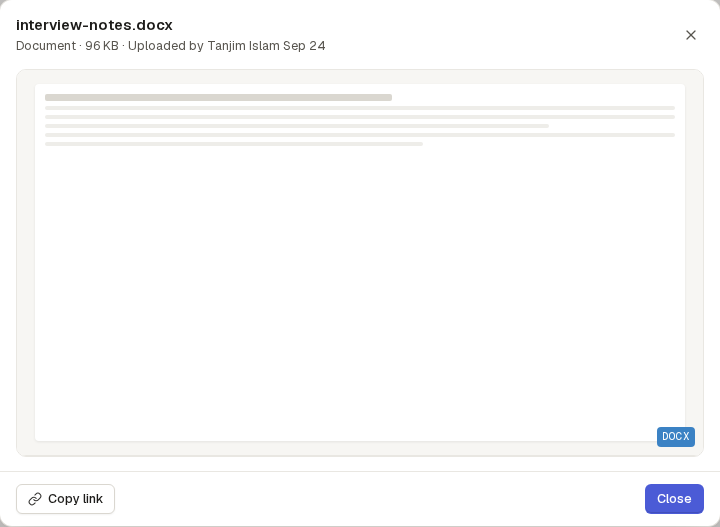 interview-notes.docx
Document · 96 KB · Uploaded by Tanjim Islam Sep 24
DOCX
Copy link
Close